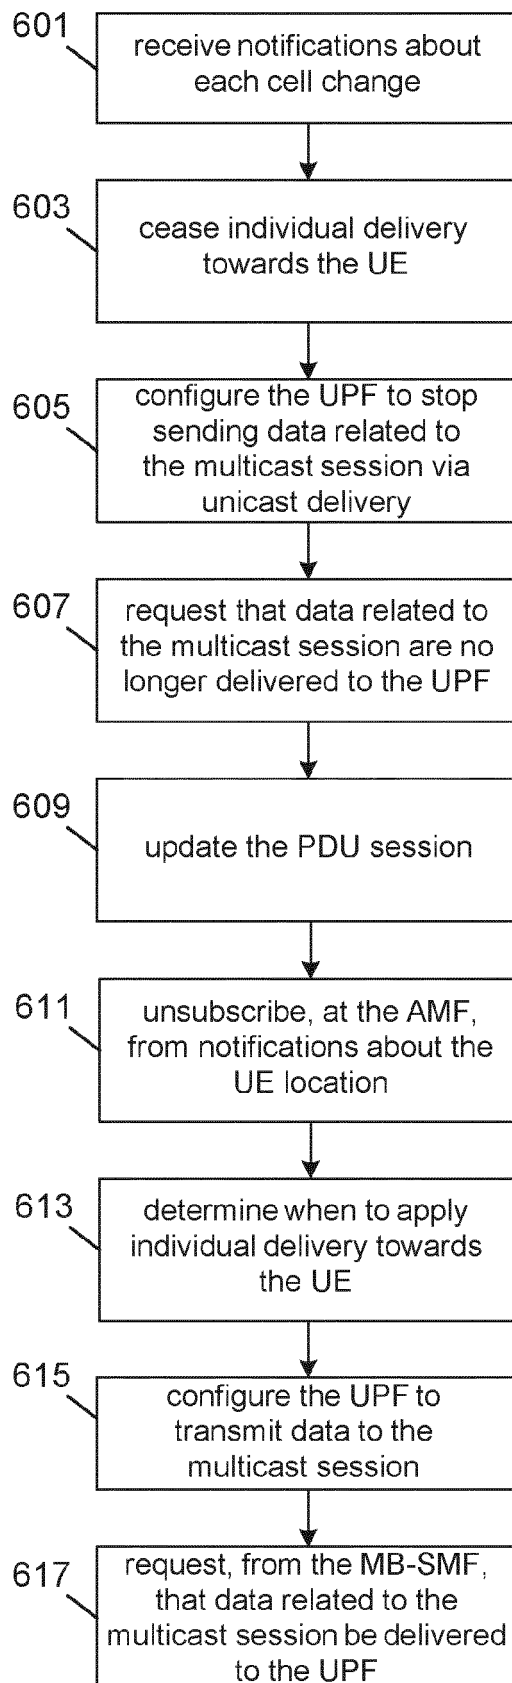 601
receive notifications about
each cell change
603
cease individual delivery
towards the UE
605
configure the UPF to stop
sending data related to
the multicast session via
unicast delivery
607
request that data related to
the multicast session are no
longer delivered to the UPF
609
update the PDU session
611
unsubscribe, at the AMF,
from notifications about the
UE location
613
determine when to apply
individual delivery towards
the UE
615
configure the UPF to
transmit data to the
multicast session
617
request, from the MB-SMF,
that data related to the
multicast session be delivered
to the UPF